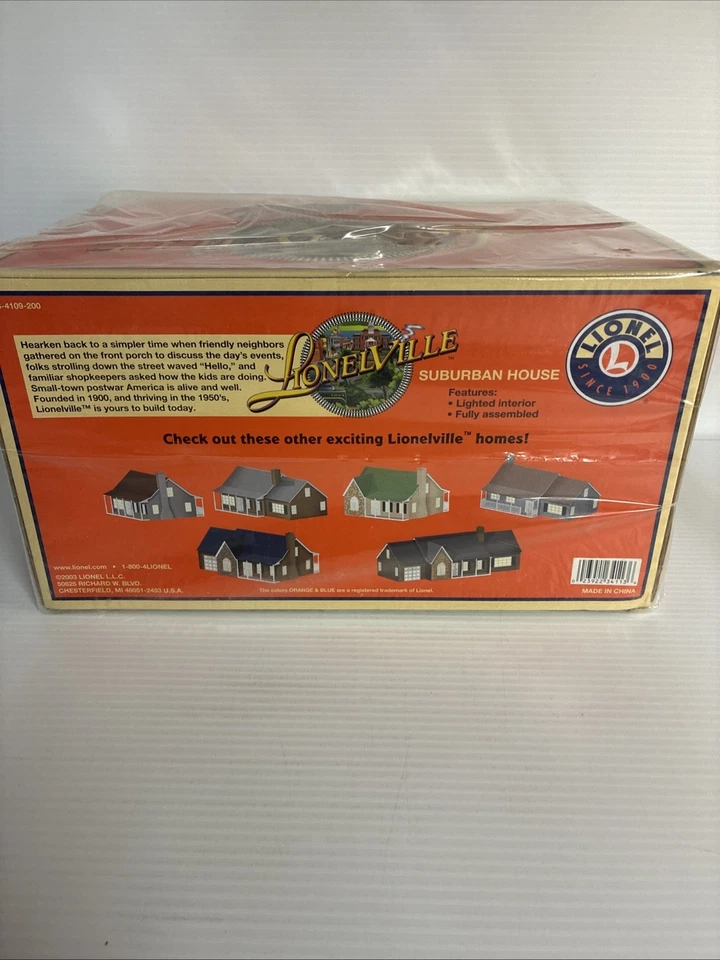 -4109-200
Hearken back to a simpler time when friendly neighbors
gathered on the front porch to discuss the day's events,
folks strolling down the street waved "Hello," and
familiar shopkeepers asked how the kids are doing.
Small-town postwar America is alive and well.
Founded in 1900, and thriving in the 1950's,
Lionelville™ is yours to build today.
LIONELVILLE™
SUBURBAN HOUSE
Features:
• Lighted interior
• Fully assembled
LIONEL
L
SINCE 1900
®
Check out these other exciting Lionelville™ homes!
www.lionel.com • 1-800-4LIONEL
©2003 LIONEL L.L.C.
50625 RICHARD W. BLVD.
CHESTERFIELD, MI 48051-2493 U.S.A.
The colors ORANGE & BLUE are a registered trademark of Lionel.
23922 34113
MADE IN CHINA